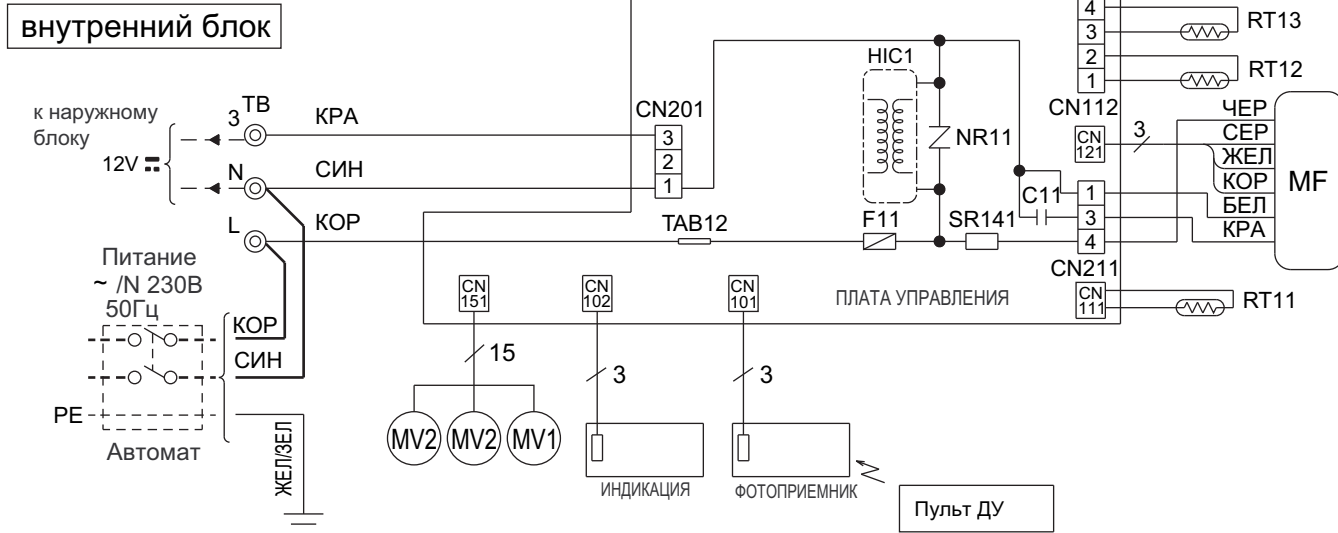 внутренний блок
к наружному
блоку
12V
3
TB
N
L
КРА
СИН
КОР
CN201
3
2
1
TAB12
HIC1
NR11
F11
SR141
C11
4
3
2
1
RT13
RT12
CN112
CN
121
3
1
3
4
CN211
CN
111
RT11
ЧЕР
СЕР
ЖЕЛ
КОР
БЕЛ
КРА
MF
Питание
~ /N 230В
50Гц
КОР
СИН
PE
Автомат
ЖЕЛ/ЗЕЛ
CN
151
CN
102
CN
101
ПЛАТА УПРАВЛЕНИЯ
15
3
3
MV2
MV2
MV1
ИНДИКАЦИЯ
ФОТОПРИЕМНИК
Пульт ДУ